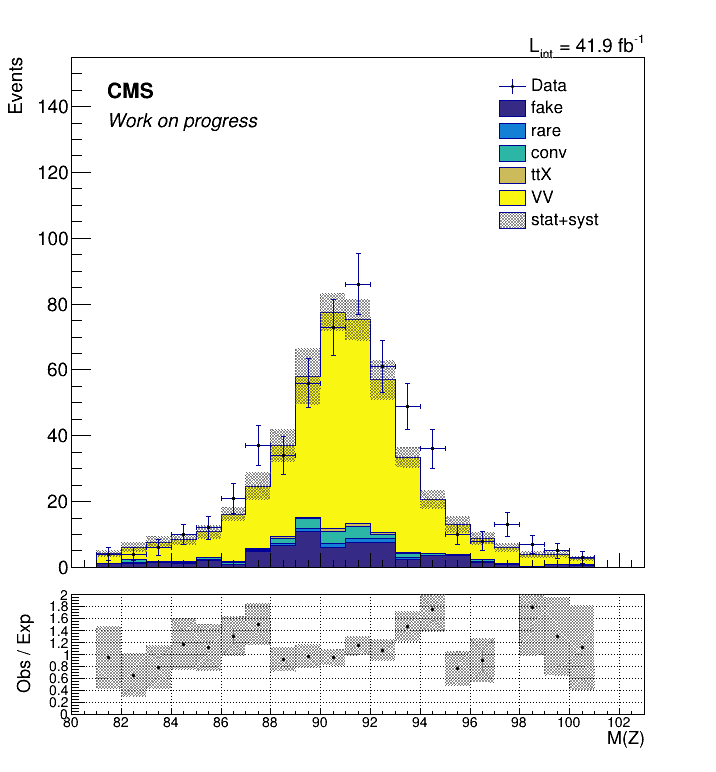 L_int = 41.9 fb^-1
Events
CMS
Work on progress
Data
fake
rare
conv
ttX
VV
stat+syst
140
120
100
80
60
40
20
0
Obs / Exp
2
1.8
1.6
1.4
1.2
1
0.8
0.6
0.4
0.2
0
80 82 84 86 88 90 92 94 96 98 100 102
M(Z)